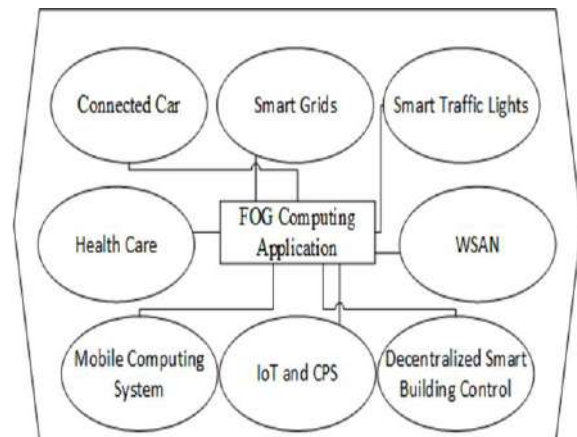 Connected Car
Smart Grids
Smart Traffic Lights
Health Care
FOG Computing
Application
WSAN
Mobile Computing
System
IoT and CPS
Decentralized Smart
Building Control